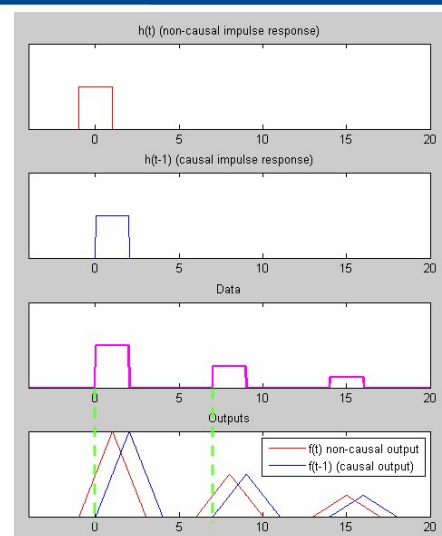 h(t) (non-causal impulse response)
0 5 10 15 20
h(t-1) (causal impulse response)
0 5 10 15 20
Data
0 5 10 15 20
Outputs
f(t) non-causal output
f(t-1) (causal output)
0 5 10 15 20